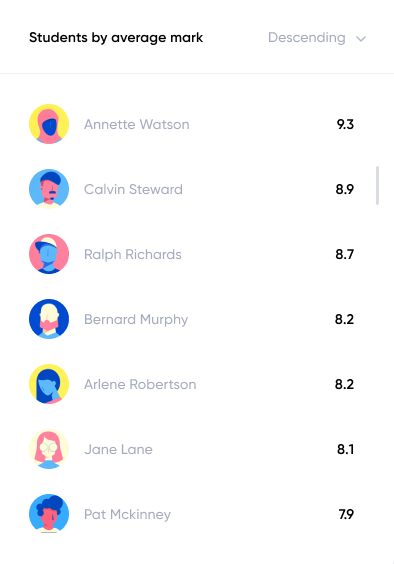 Students by average mark Descending
Annette Watson 9.3
Calvin Steward 8.9
Ralph Richards 8.7
Bernard Murphy 8.2
Arlene Robertson 8.2
Jane Lane 8.1
Pat Mckinney 7.9